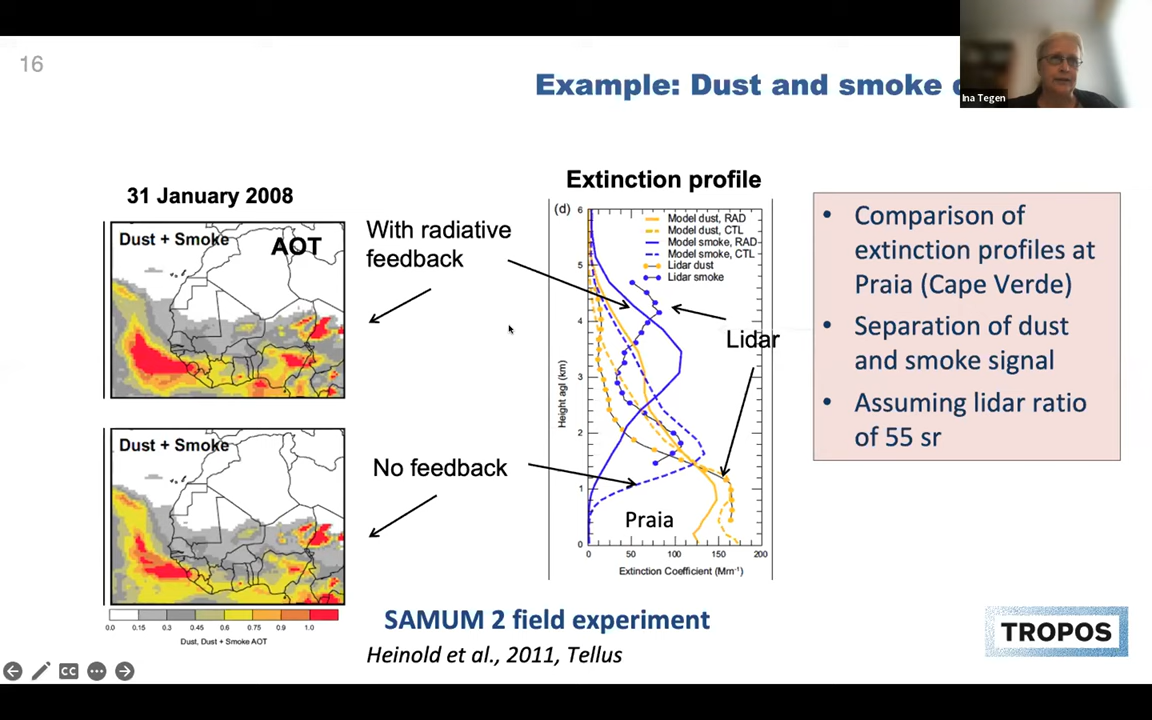 16
Example: Dust and smoke
Ina Tegen
31 January 2008
Dust + Smoke
AOT
With radiative
feedback
Dust + Smoke
No feedback
0.0 0.15 0.3 0.45 0.6 0.75 0.9 1.0
Dust, Dust + Smoke AOT
Extinction profile
(d)
Model dust, RAD
Model dust, CTL
Model smoke, RAD
Model smoke, CTL
Lidar dust
Lidar smoke
6
5
4
3
2
1
0
Height agl (km)
Lidar
Praia
0 50 100 150 200
Extinction Coefficient (Mm-1)
• Comparison of
extinction profiles at
Praia (Cape Verde)
• Separation of dust
and smoke signal
• Assuming lidar ratio
of 55 sr
SAMUM 2 field experiment
Heinold et al., 2011, Tellus
TROPOS
CC